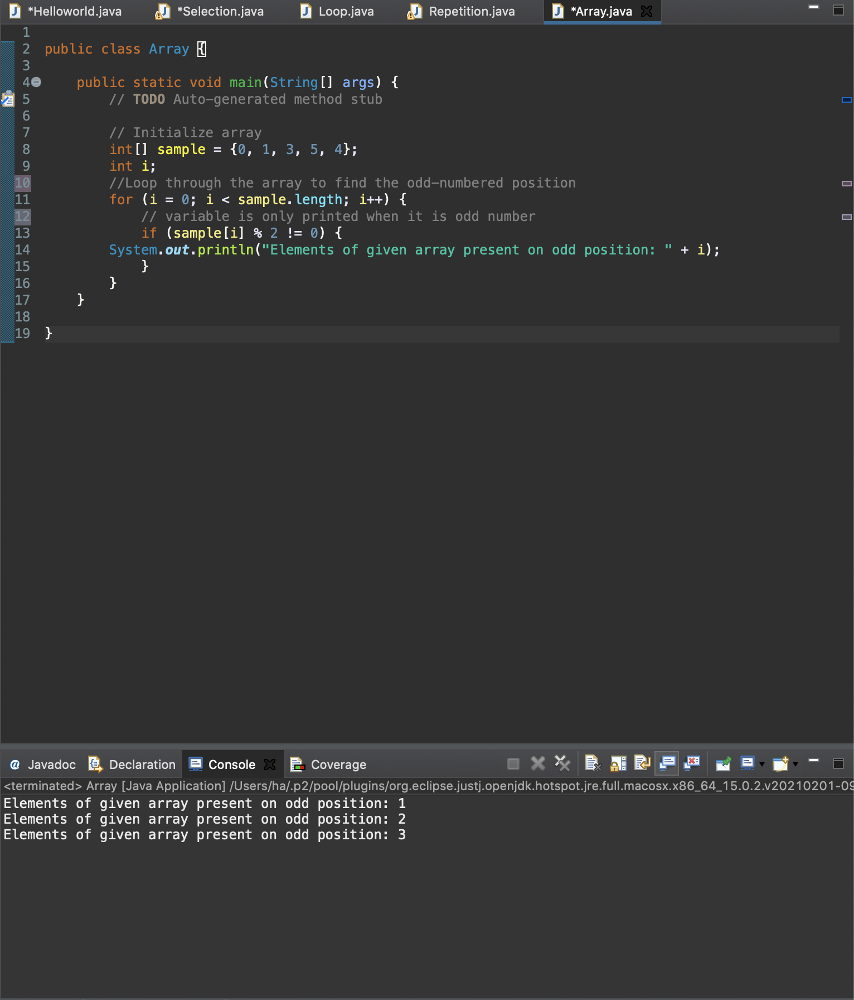 *Helloworld.java *Selection.java Loop.java Repetition.java *Array.java
1
2 public class Array {
3
4 public static void main(String[] args) {
5 // TODO Auto-generated method stub
6
7 // Initialize array
8 int[] sample = {0, 1, 3, 5, 4};
9 int i;
10 //Loop through the array to find the odd-numbered position
11 for (i = 0; i < sample.length; i++) {
12 // variable is only printed when it is odd number
13 if (sample[i] % 2 != 0) {
14 System.out.println("Elements of given array present on odd position: " + i);
15 }
16 }
17 }
18
19 }
@ Javadoc Declaration Console Coverage
<terminated> Array [Java Application] /Users/ha/.p2/pool/plugins/org.eclipse.justj.openjdk.hotspot.jre.full.macosx.x86_64_15.0.2.v20210201-09
Elements of given array present on odd position: 1
Elements of given array present on odd position: 2
Elements of given array present on odd position: 3